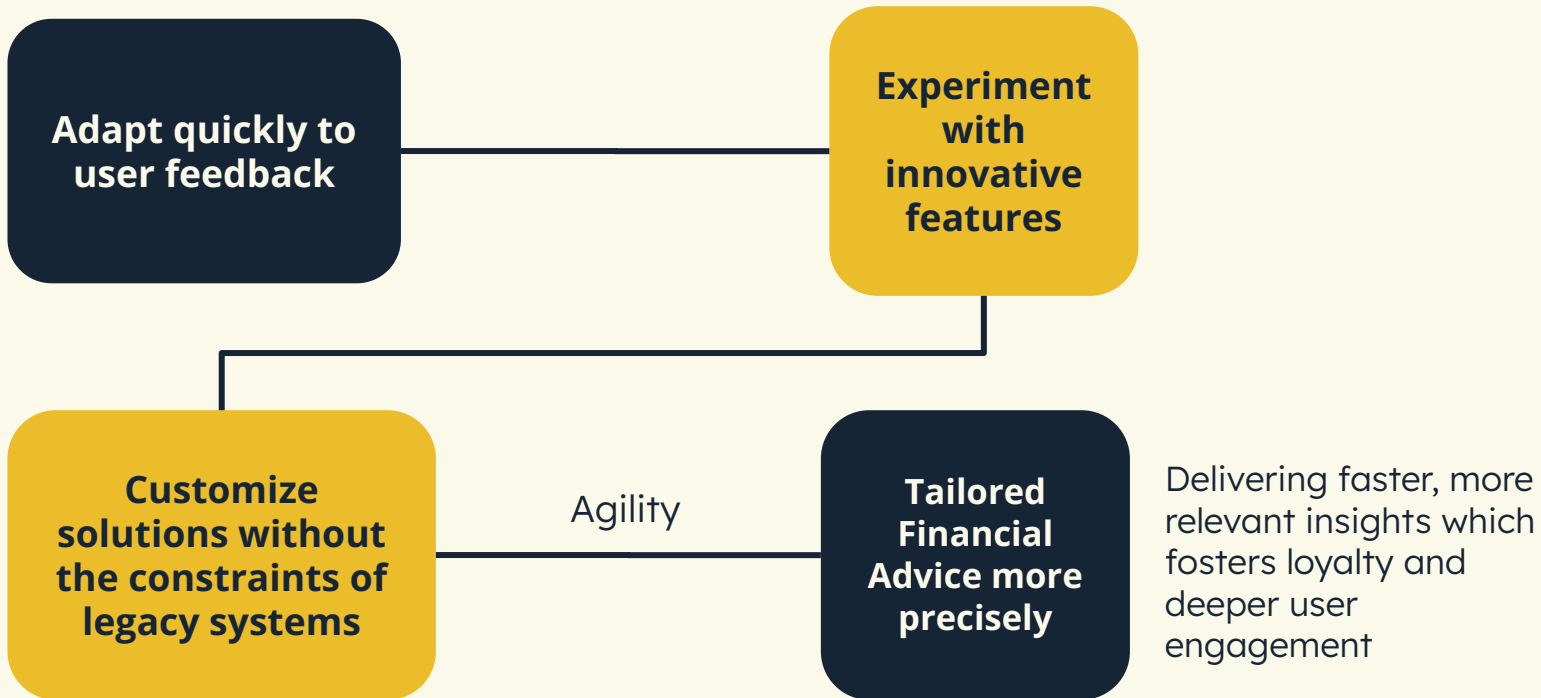 Adapt quickly to
user feedback
Experiment
with
innovative
features
Customize
solutions without
the constraints of
legacy systems
Agility
Tailored
Financial
Advice more
precisely
Delivering faster, more
relevant insights which
fosters loyalty and
deeper user
engagement